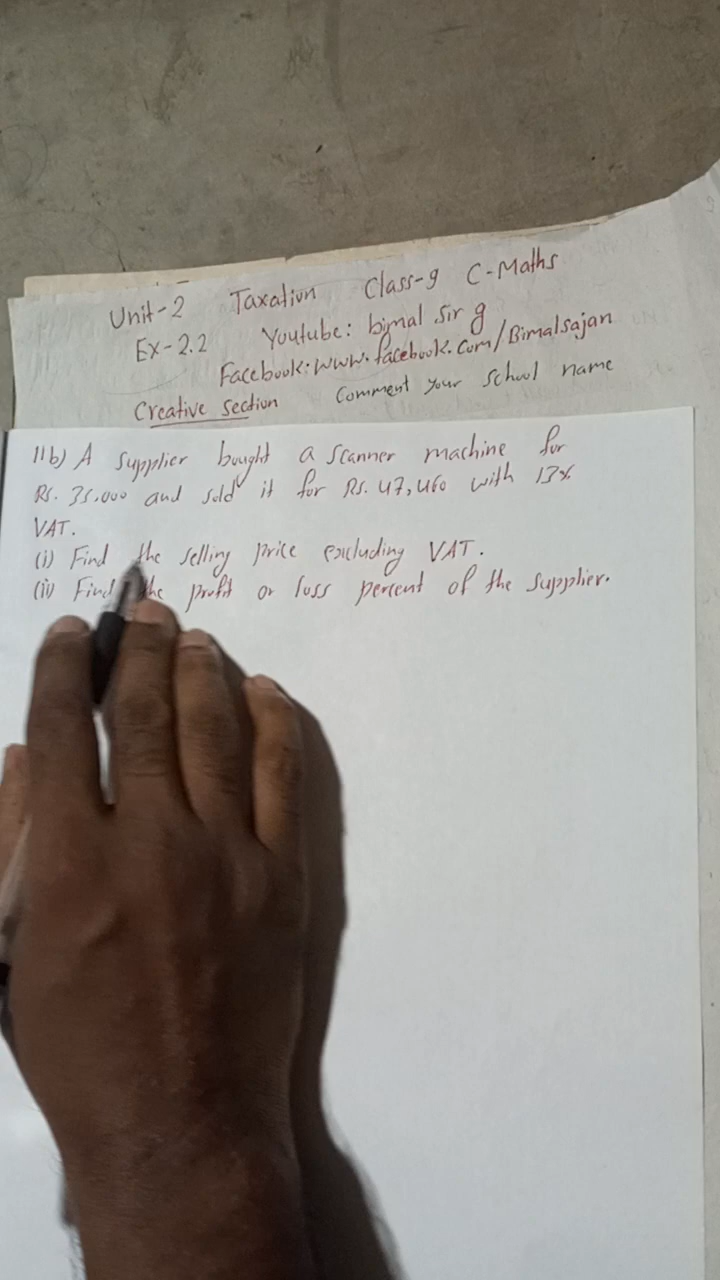 Unit-2 Taxation Class-9 C-Maths
Ex-2.2 Youtube: bimal sir g
Facebook: www.facebook.com/Bimalsajan
Creative section Comment your school name
11b) A supplier bought a scanner machine for
Rs. 35,000 and sold it for Rs. 47,460 with 13%
VAT.
(i) Find the selling price excluding VAT.
(ii) Find the profit or loss percent of the supplier.